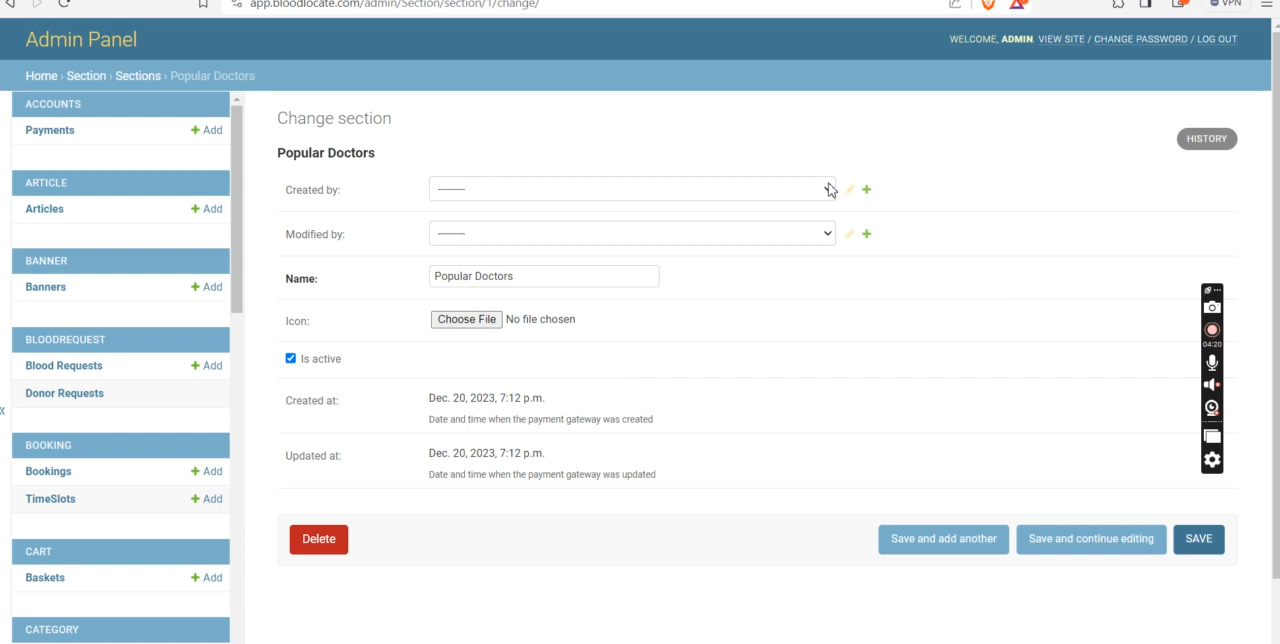 app.bloodlocate.com/admin/Section/section/1/change/
VPN
Admin Panel
WELCOME, ADMIN. VIEW SITE / CHANGE PASSWORD / LOG OUT
Home › Section › Sections › Popular Doctors
ACCOUNTS
Payments + Add
ARTICLE
Articles + Add
BANNER
Banners + Add
BLOODREQUEST
Blood Requests + Add
Donor Requests
BOOKING
Bookings + Add
TimeSlots + Add
CART
Baskets + Add
CATEGORY
Change section
HISTORY
Popular Doctors
Created by: ---------
Modified by: ---------
Name: Popular Doctors
Icon: Choose File No file chosen
Is active
Created at: Dec. 20, 2023, 7:12 p.m.
Date and time when the payment gateway was created
Updated at: Dec. 20, 2023, 7:12 p.m.
Date and time when the payment gateway was updated
Delete
Save and add another
Save and continue editing
SAVE
04:20